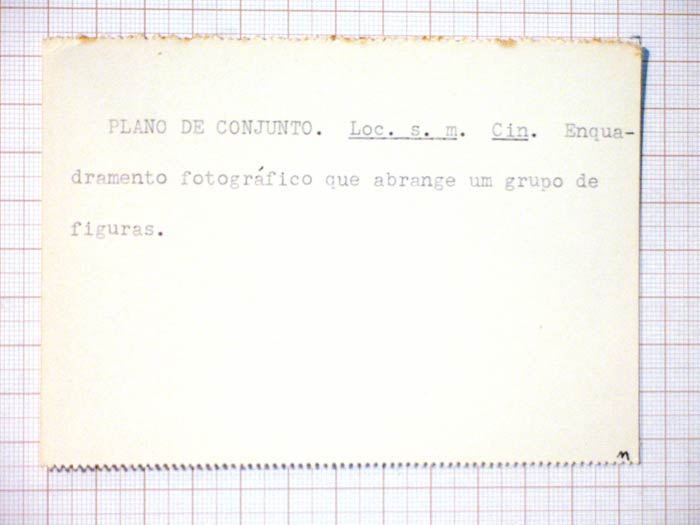 PLANO DE CONJUNTO. Loc. s. m. Cin. Enqua-
dramento fotográfico que abrange um grupo de
figuras.
n